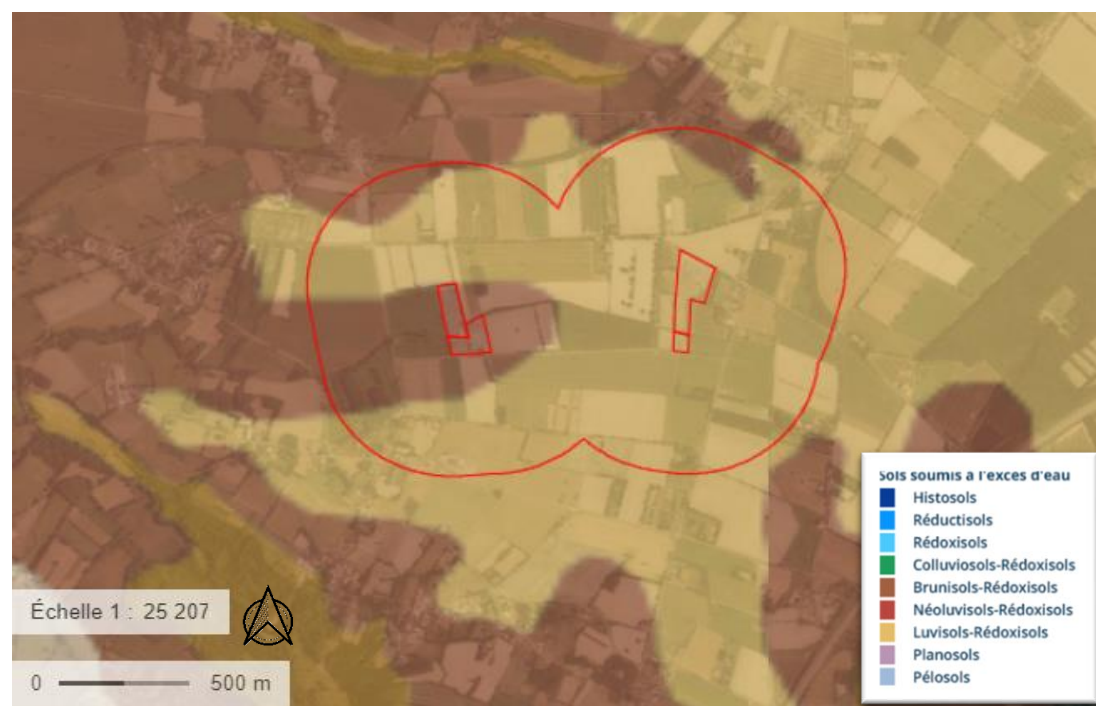 Sols soumis à l'excès d'eau
Histosols
Réductisols
Rédoxisols
Colluviosols-Rédoxisols
Brunisols-Rédoxisols
Néoluvisols-Rédoxisols
Luvisols-Rédoxisols
Planosols
Pélosols
Échelle 1 : 25 207
0 500 m